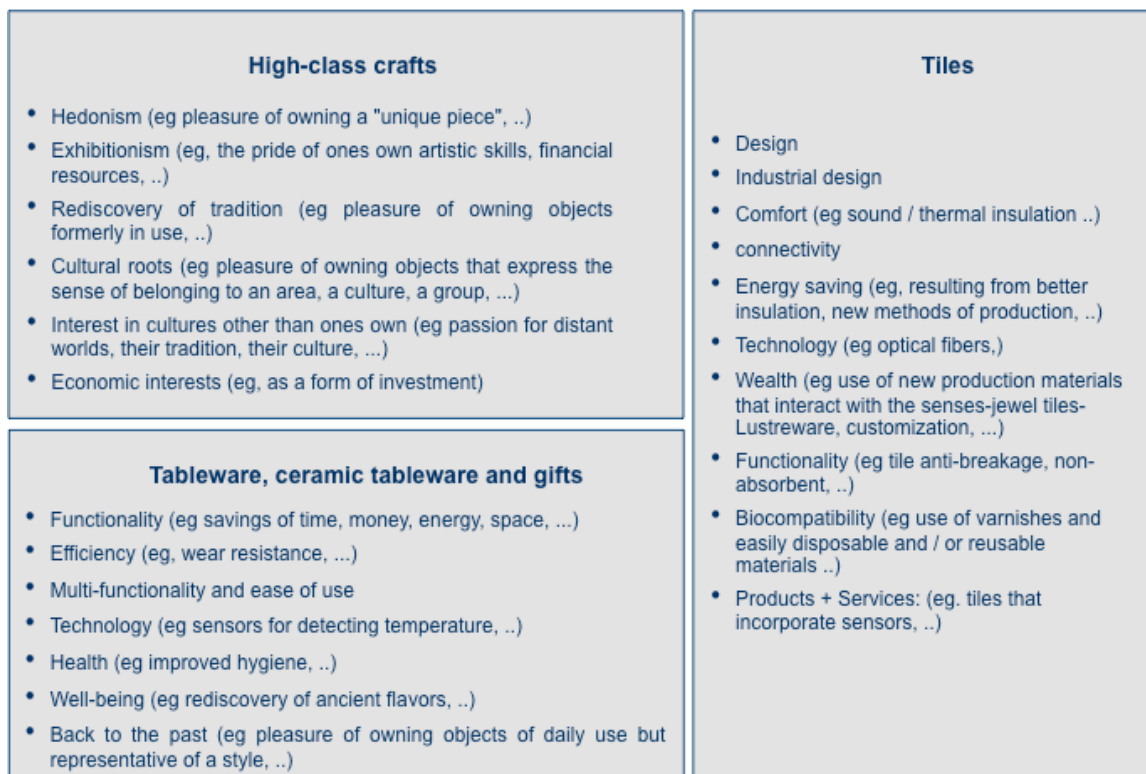 High-class crafts
• Hedonism (eg pleasure of owning a "unique piece", ..)
• Exhibitionism (eg, the pride of ones own artistic skills, financial
resources, ..)
• Rediscovery of tradition (eg pleasure of owning objects
formerly in use, ..)
• Cultural roots (eg pleasure of owning objects that express the
sense of belonging to an area, a culture, a group, ...)
• Interest in cultures other than ones own (eg passion for distant
worlds, their tradition, their culture, ...)
• Economic interests (eg, as a form of investment)
Tableware, ceramic tableware and gifts
• Functionality (eg savings of time, money, energy, space, ...)
• Efficiency (eg, wear resistance, ...)
• Multi-functionality and ease of use
• Technology (eg sensors for detecting temperature, ..)
• Health (eg improved hygiene, ..)
• Well-being (eg rediscovery of ancient flavors, ..)
• Back to the past (eg pleasure of owning objects of daily use but
representative of a style, ..)
Tiles
• Design
• Industrial design
• Comfort (eg sound / thermal insulation ..)
• connectivity
• Energy saving (eg, resulting from better
insulation, new methods of production, ..)
• Technology (eg optical fibers,)
• Wealth (eg use of new production materials
that interact with the senses-jewel tiles-
Lustreware, customization, ...)
• Functionality (eg tile anti-breakage, non-
absorbent, ..)
• Biocompatibility (eg use of varnishes and
easily disposable and / or reusable
materials ..)
• Products + Services: (eg. tiles that
incorporate sensors, ..)